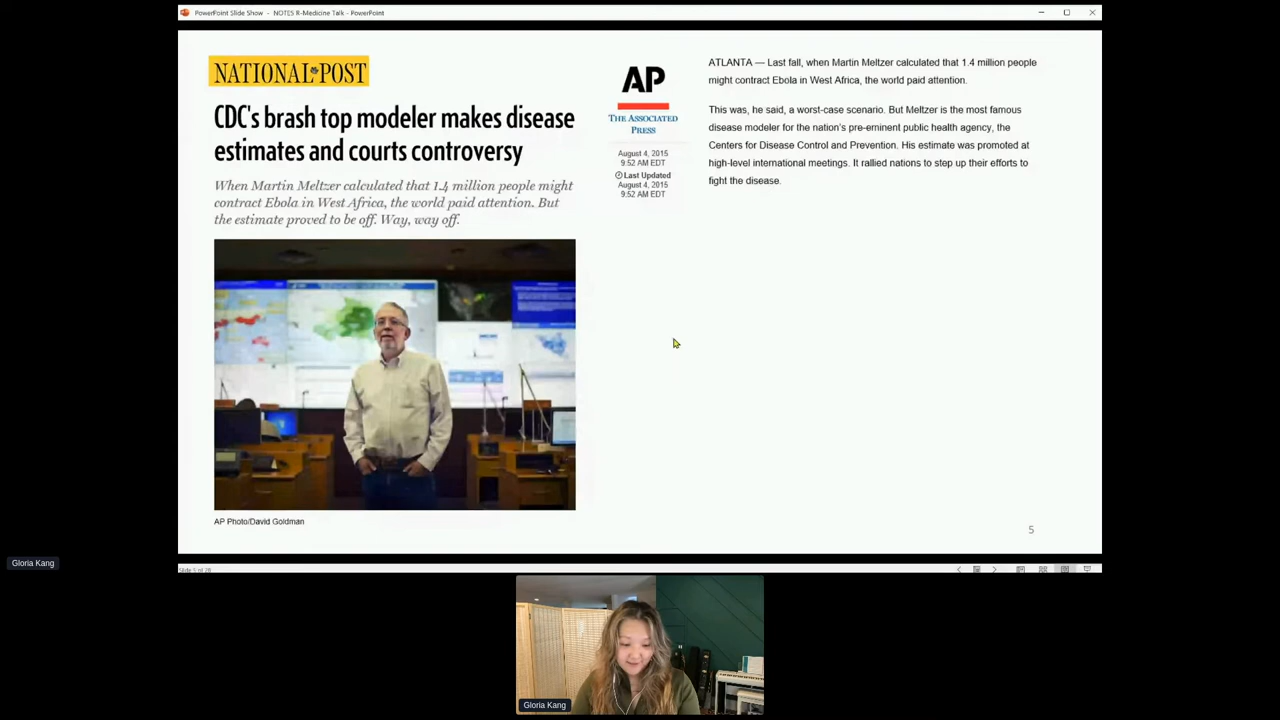 PowerPoint Slide Show - NOTES R-Medicine Talk - PowerPoint
NATIONAL POST
CDC's brash top modeler makes disease
estimates and courts controversy
When Martin Meltzer calculated that 1.4 million people might
contract Ebola in West Africa, the world paid attention. But
the estimate proved to be off. Way, way off.
AP Photo/David Goldman
AP
THE ASSOCIATED
PRESS
August 4, 2015
9:52 AM EDT
Last Updated
August 4, 2015
9:52 AM EDT
ATLANTA — Last fall, when Martin Meltzer calculated that 1.4 million people
might contract Ebola in West Africa, the world paid attention.
This was, he said, a worst-case scenario. But Meltzer is the most famous
disease modeler for the nation's pre-eminent public health agency, the
Centers for Disease Control and Prevention. His estimate was promoted at
high-level international meetings. It rallied nations to step up their efforts to
fight the disease.
5
Gloria Kang
Slide 5 of 28
Gloria Kang